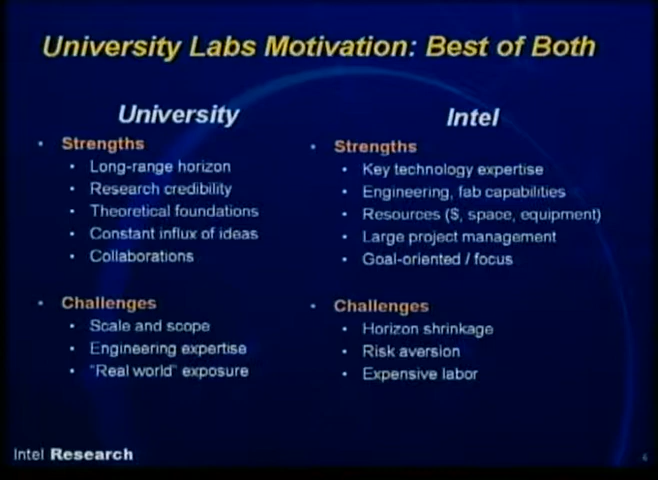 University Labs Motivation: Best of Both
University
• Strengths
• Long-range horizon
• Research credibility
• Theoretical foundations
• Constant influx of ideas
• Collaborations
• Challenges
• Scale and scope
• Engineering expertise
• "Real world" exposure
Intel
• Strengths
• Key technology expertise
• Engineering, fab capabilities
• Resources ($, space, equipment)
• Large project management
• Goal-oriented / focus
• Challenges
• Horizon shrinkage
• Risk aversion
• Expensive labor
Intel Research
6